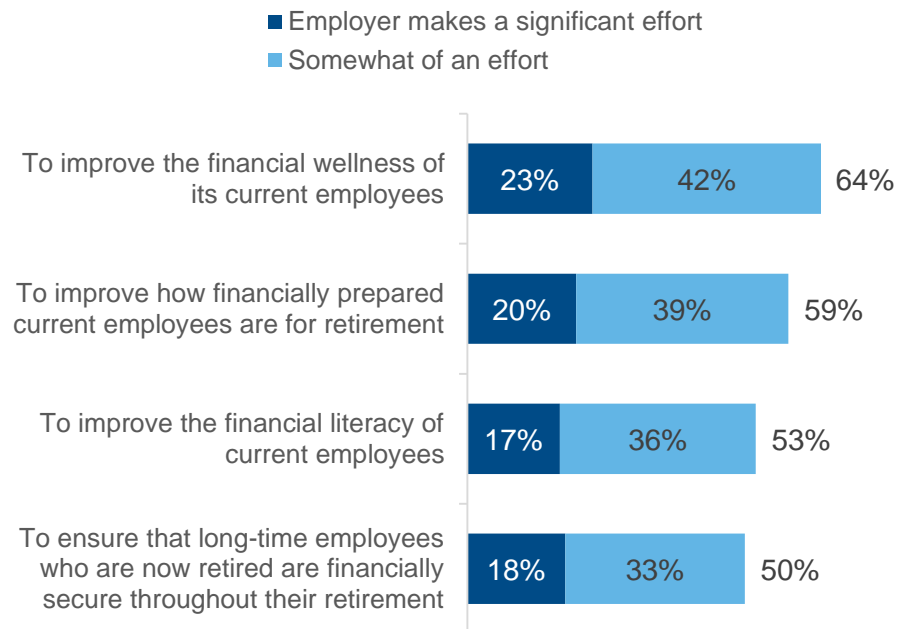 Employer makes a significant effort
Somewhat of an effort
To improve the financial wellness of
its current employees
23% 42% 64%
To improve how financially prepared
current employees are for retirement
20% 39% 59%
To improve the financial literacy of
current employees
17% 36% 53%
To ensure that long-time employees
who are now retired are financially
secure throughout their retirement
18% 33% 50%